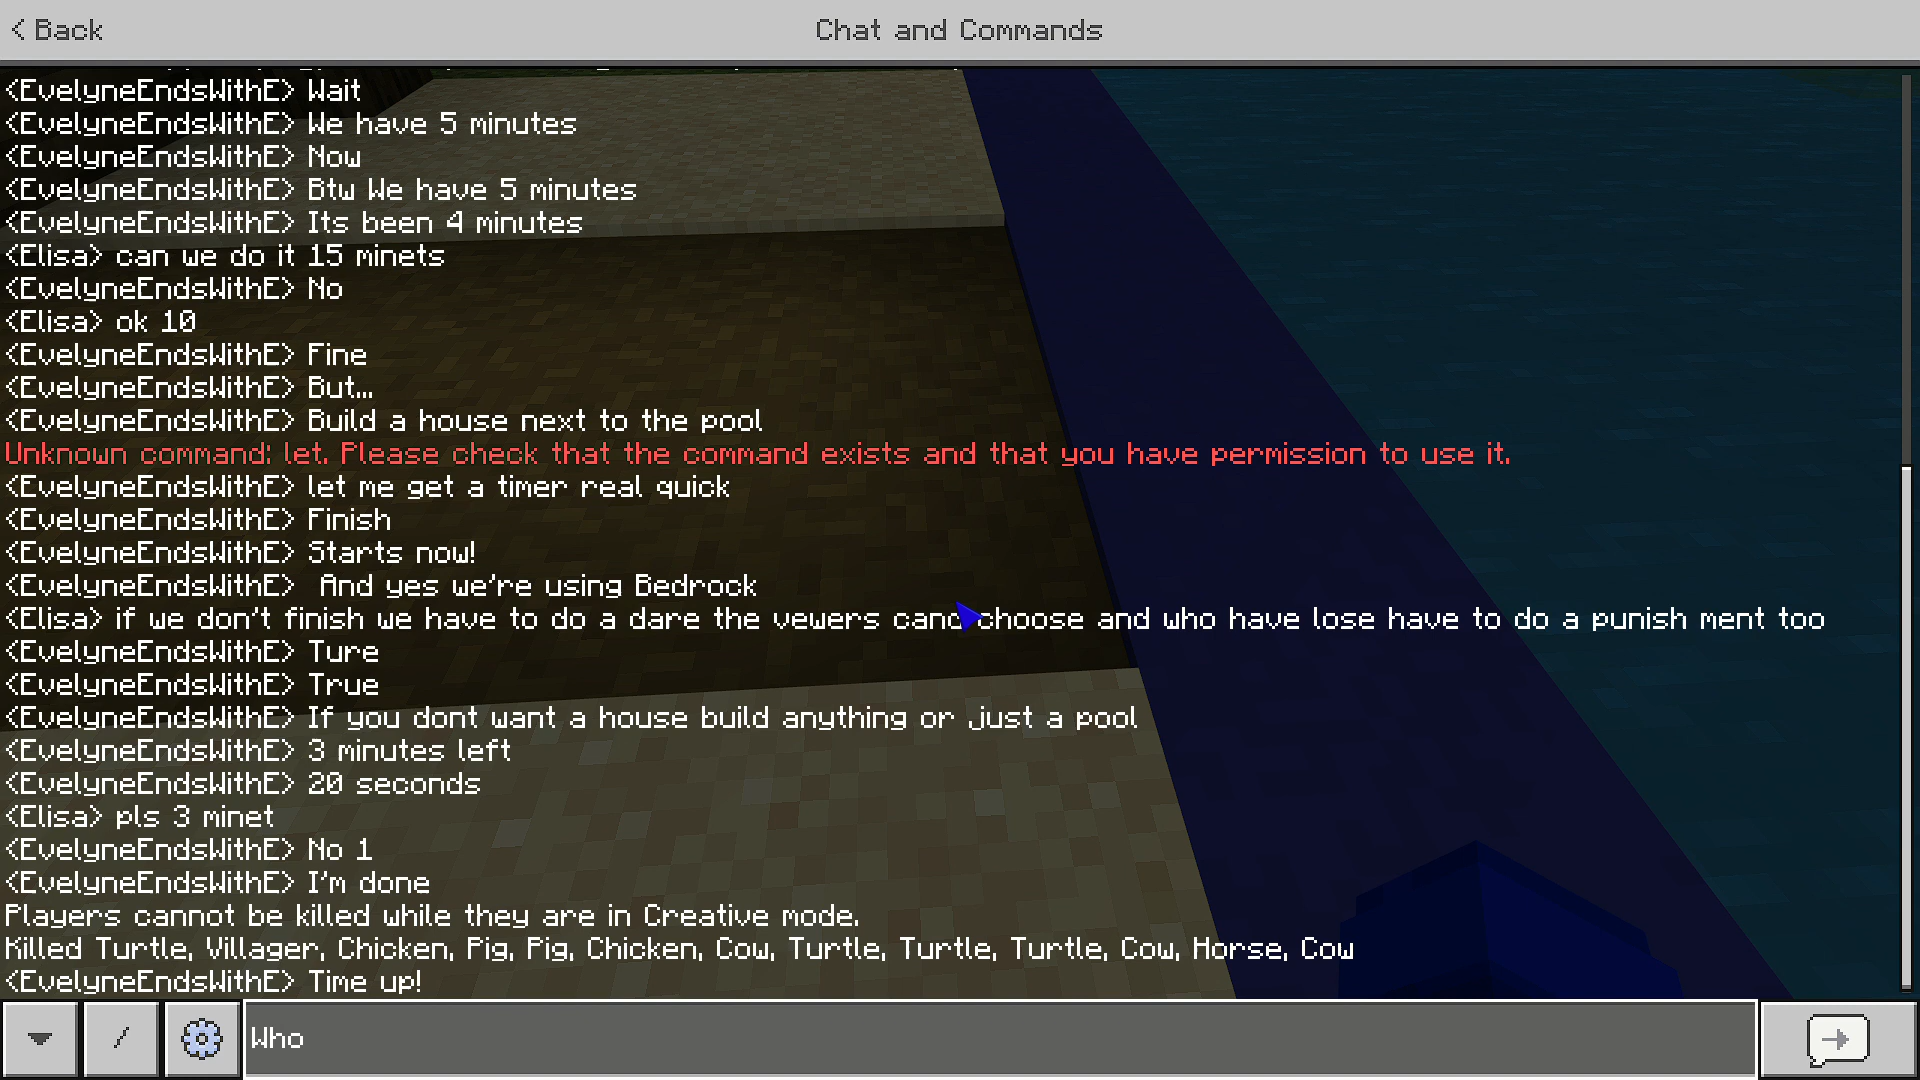 < Back
Chat and Commands
<EvelyneEndsWithE> Wait
<EvelyneEndsWithE> We have 5 minutes
<EvelyneEndsWithE> Now
<EvelyneEndsWithE> Btw We have 5 minutes
<EvelyneEndsWithE> Its been 4 minutes
<Elisa> can we do it 15 minets
<EvelyneEndsWithE> No
<Elisa> ok 10
<EvelyneEndsWithE> Fine
<EvelyneEndsWithE> But...
<EvelyneEndsWithE> Build a house next to the pool
Unknown command: let. Please check that the command exists and that you have permission to use it.
<EvelyneEndsWithE> let me get a timer real quick
<EvelyneEndsWithE> Finish
<EvelyneEndsWithE> Starts now!
<EvelyneEndsWithE>  And yes we're using Bedrock
<Elisa> if we don't finish we have to do a dare the vewers cand choose and who have lose have to do a punish ment too
<EvelyneEndsWithE> Ture
<EvelyneEndsWithE> True
<EvelyneEndsWithE> If you dont want a house build anything or just a pool
<EvelyneEndsWithE> 3 minutes left
<EvelyneEndsWithE> 20 seconds
<Elisa> pls 3 minet
<EvelyneEndsWithE> No 1
<EvelyneEndsWithE> I'm done
Players cannot be killed while they are in Creative mode.
Killed Turtle, Villager, Chicken, Pig, Pig, Chicken, Cow, Turtle, Turtle, Turtle, Cow, Horse, Cow
<EvelyneEndsWithE> Time up!
/
Who